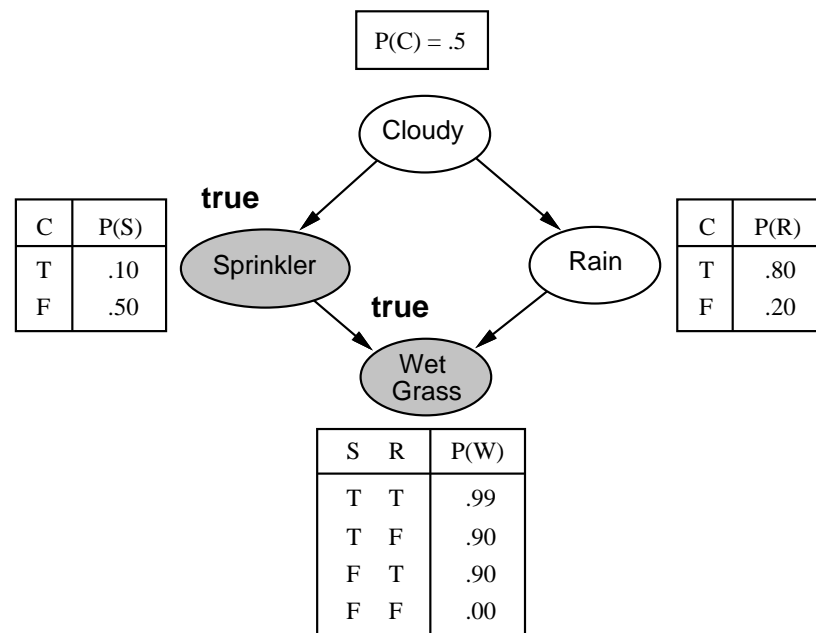 P(C) = .5
Cloudy
true
C P(S)
T .10
F .50
Sprinkler
Rain
C P(R)
T .80
F .20
true
Wet
Grass
S R P(W)
T T .99
T F .90
F T .90
F F .00